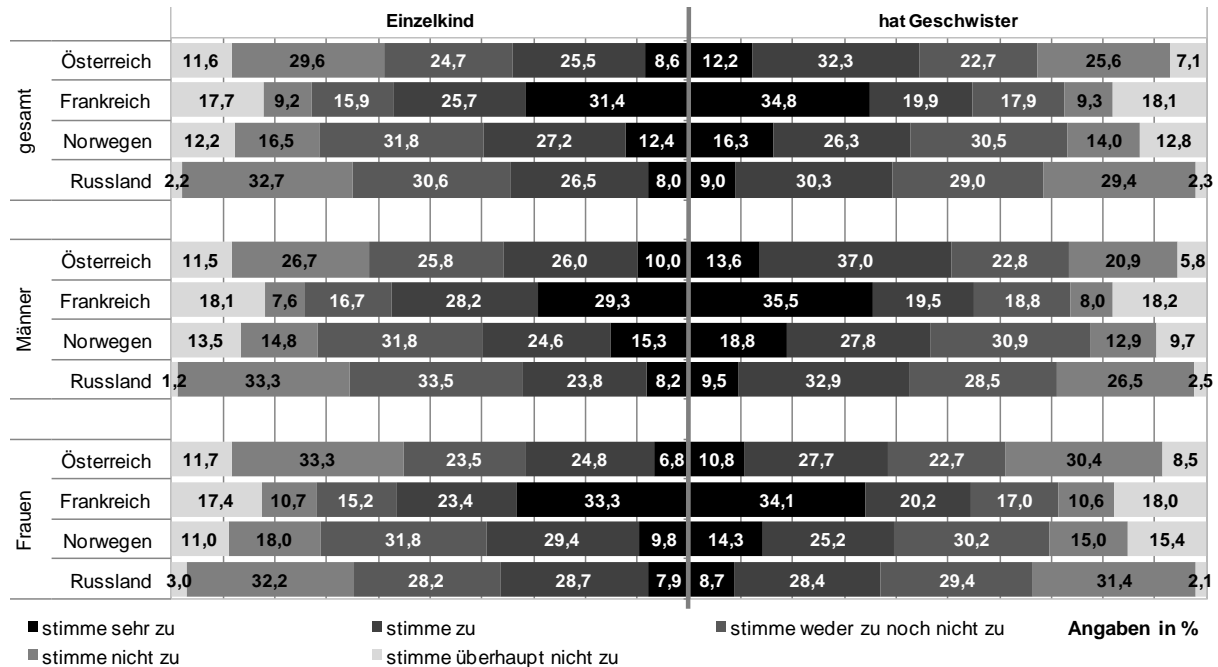 Einzelkind hat Geschwister
gesamt
Österreich 11,6 29,6 24,7 25,5 8,6 12,2 32,3 22,7 25,6 7,1
Frankreich 17,7 9,2 15,9 25,7 31,4 34,8 19,9 17,9 9,3 18,1
Norwegen 12,2 16,5 31,8 27,2 12,4 16,3 26,3 30,5 14,0 12,8
Russland 2,2 32,7 30,6 26,5 8,0 9,0 30,3 29,0 29,4 2,3
Männer
Österreich 11,5 26,7 25,8 26,0 10,0 13,6 37,0 22,8 20,9 5,8
Frankreich 18,1 7,6 16,7 28,2 29,3 35,5 19,5 18,8 8,0 18,2
Norwegen 13,5 14,8 31,8 24,6 15,3 18,8 27,8 30,9 12,9 9,7
Russland 1,2 33,3 33,5 23,8 8,2 9,5 32,9 28,5 26,5 2,5
Frauen
Österreich 11,7 33,3 23,5 24,8 6,8 10,8 27,7 22,7 30,4 8,5
Frankreich 17,4 10,7 15,2 23,4 33,3 34,1 20,2 17,0 10,6 18,0
Norwegen 11,0 18,0 31,8 29,4 9,8 14,3 25,2 30,2 15,0 15,4
Russland 3,0 32,2 28,2 28,7 7,9 8,7 28,4 29,4 31,4 2,1
stimme sehr zu stimme zu stimme weder zu noch nicht zu Angaben in %
stimme nicht zu stimme überhaupt nicht zu